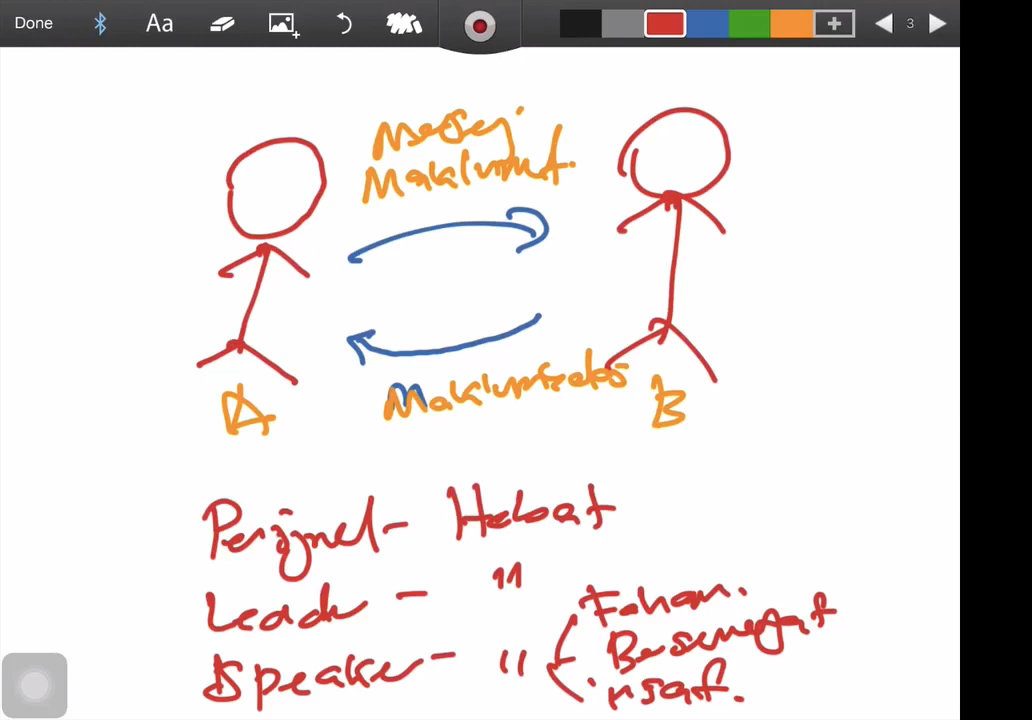 Done
Aa
3
Mesej
Maklumat.
Maklumbalas
A
B
Penjual - Hebat
Leader - "
Speaker - "
Faham.
Bersemangat
insaf.